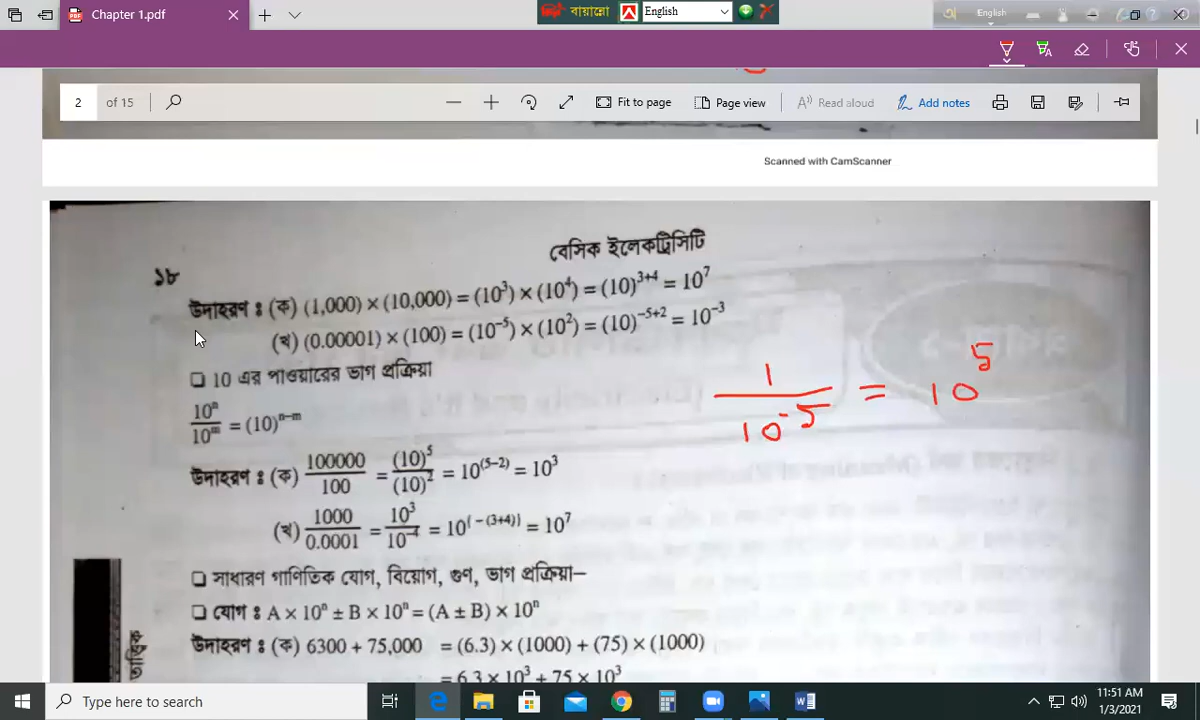 Chapter 1.pdf
বায়ান্নো
English
English
2 of 15
Fit to page
Page view
Read aloud
Add notes
Scanned with CamScanner
১৮
বেসিক ইলেকট্রিসিটি
উদাহরণ ঃ (ক) (1,000) × (10,000) = (10³) × (10⁴) = (10)³⁺⁴ = 10⁷
(খ) (0.00001) × (100) = (10⁻⁵) × (10²) = (10)⁻⁵⁺² = 10⁻³
❑ 10 এর পাওয়ারের ভাগ প্রক্রিয়া
10ⁿ/10ᵐ = (10)ⁿ⁻ᵐ
1/10⁻⁵ = 10⁵
উদাহরণ ঃ (ক) 100000/100 = (10)⁵/(10)² = 10⁽⁵⁻²⁾ = 10³
(খ) 1000/0.0001 = 10³/10⁻⁴ = 10^{-(3+4)} = 10⁷
❑ সাধারণ গাণিতিক যোগ, বিয়োগ, গুণ, ভাগ প্রক্রিয়া–
❑ যোগ ঃ A × 10ⁿ ± B × 10ⁿ = (A ± B) × 10ⁿ
উদাহরণ ঃ (ক) 6300 + 75,000 = (6.3) × (1000) + (75) × (1000)
= 6.3 × 10³ + 75 × 10³
তাত্ত্বিক
Type here to search
11:51 AM
1/3/2021